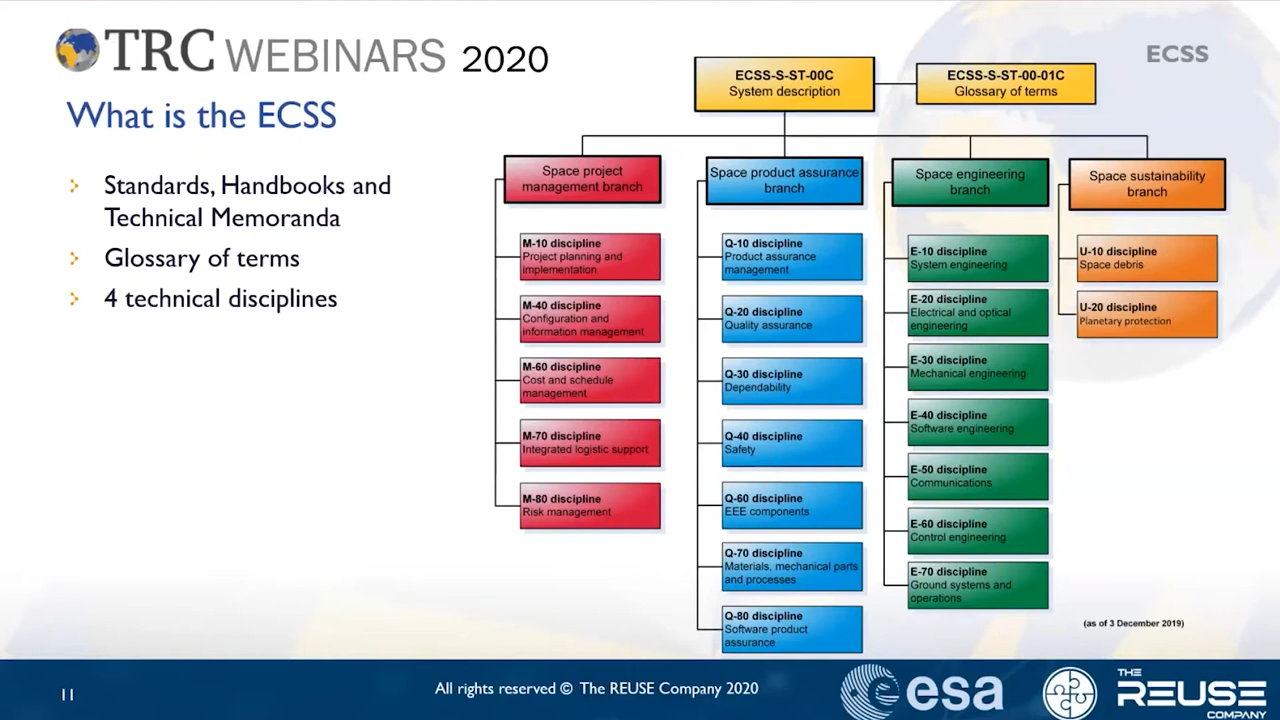 TRC WEBINARS 2020
ECSS
What is the ECSS
Standards, Handbooks and
Technical Memoranda
Glossary of terms
4 technical disciplines
ECSS-S-ST-00C
System description
ECSS-S-ST-00-01C
Glossary of terms
Space project
management branch
M-10 discipline
Project planning and
implementation
M-40 discipline
Configuration and
information management
M-60 discipline
Cost and schedule
management
M-70 discipline
Integrated logistic support
M-80 discipline
Risk management
Space product assurance
branch
Q-10 discipline
Product assurance
management
Q-20 discipline
Quality assurance
Q-30 discipline
Dependability
Q-40 discipline
Safety
Q-60 discipline
EEE components
Q-70 discipline
Materials, mechanical parts
and processes
Q-80 discipline
Software product
assurance
Space engineering
branch
E-10 discipline
System engineering
E-20 discipline
Electrical and optical
engineering
E-30 discipline
Mechanical engineering
E-40 discipline
Software engineering
E-50 discipline
Communications
E-60 discipline
Control engineering
E-70 discipline
Ground systems and
operations
Space sustainability
branch
U-10 discipline
Space debris
U-20 discipline
Planetary protection
(as of 3 December 2019)
11
All rights reserved © The REUSE Company 2020
esa
THE
REUSE
COMPANY